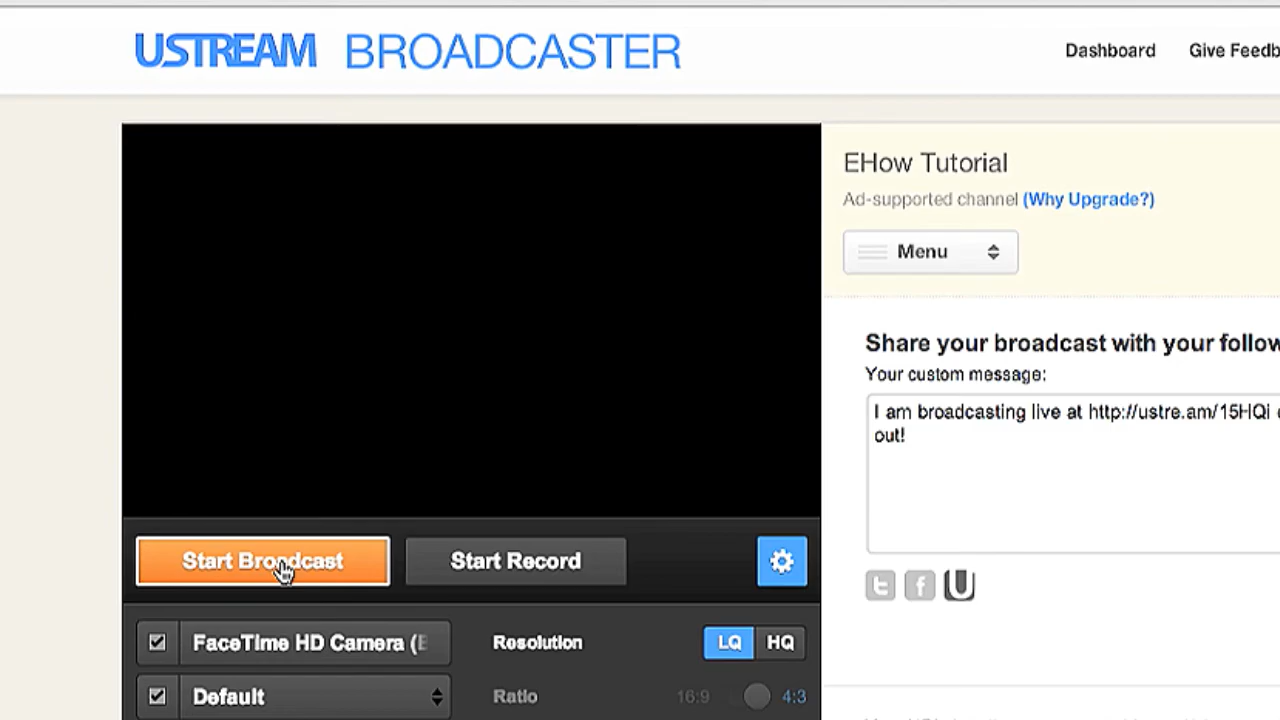 USTREAM BROADCASTER
Dashboard
Give Feedb
EHow Tutorial
Ad-supported channel (Why Upgrade?)
Menu
Share your broadcast with your follow
Your custom message:
I am broadcasting live at http://ustre.am/15HQi
out!
Start Broadcast
Start Record
FaceTime HD Camera (
Resolution
LQ
HQ
Default
Ratio
16:9
4:3